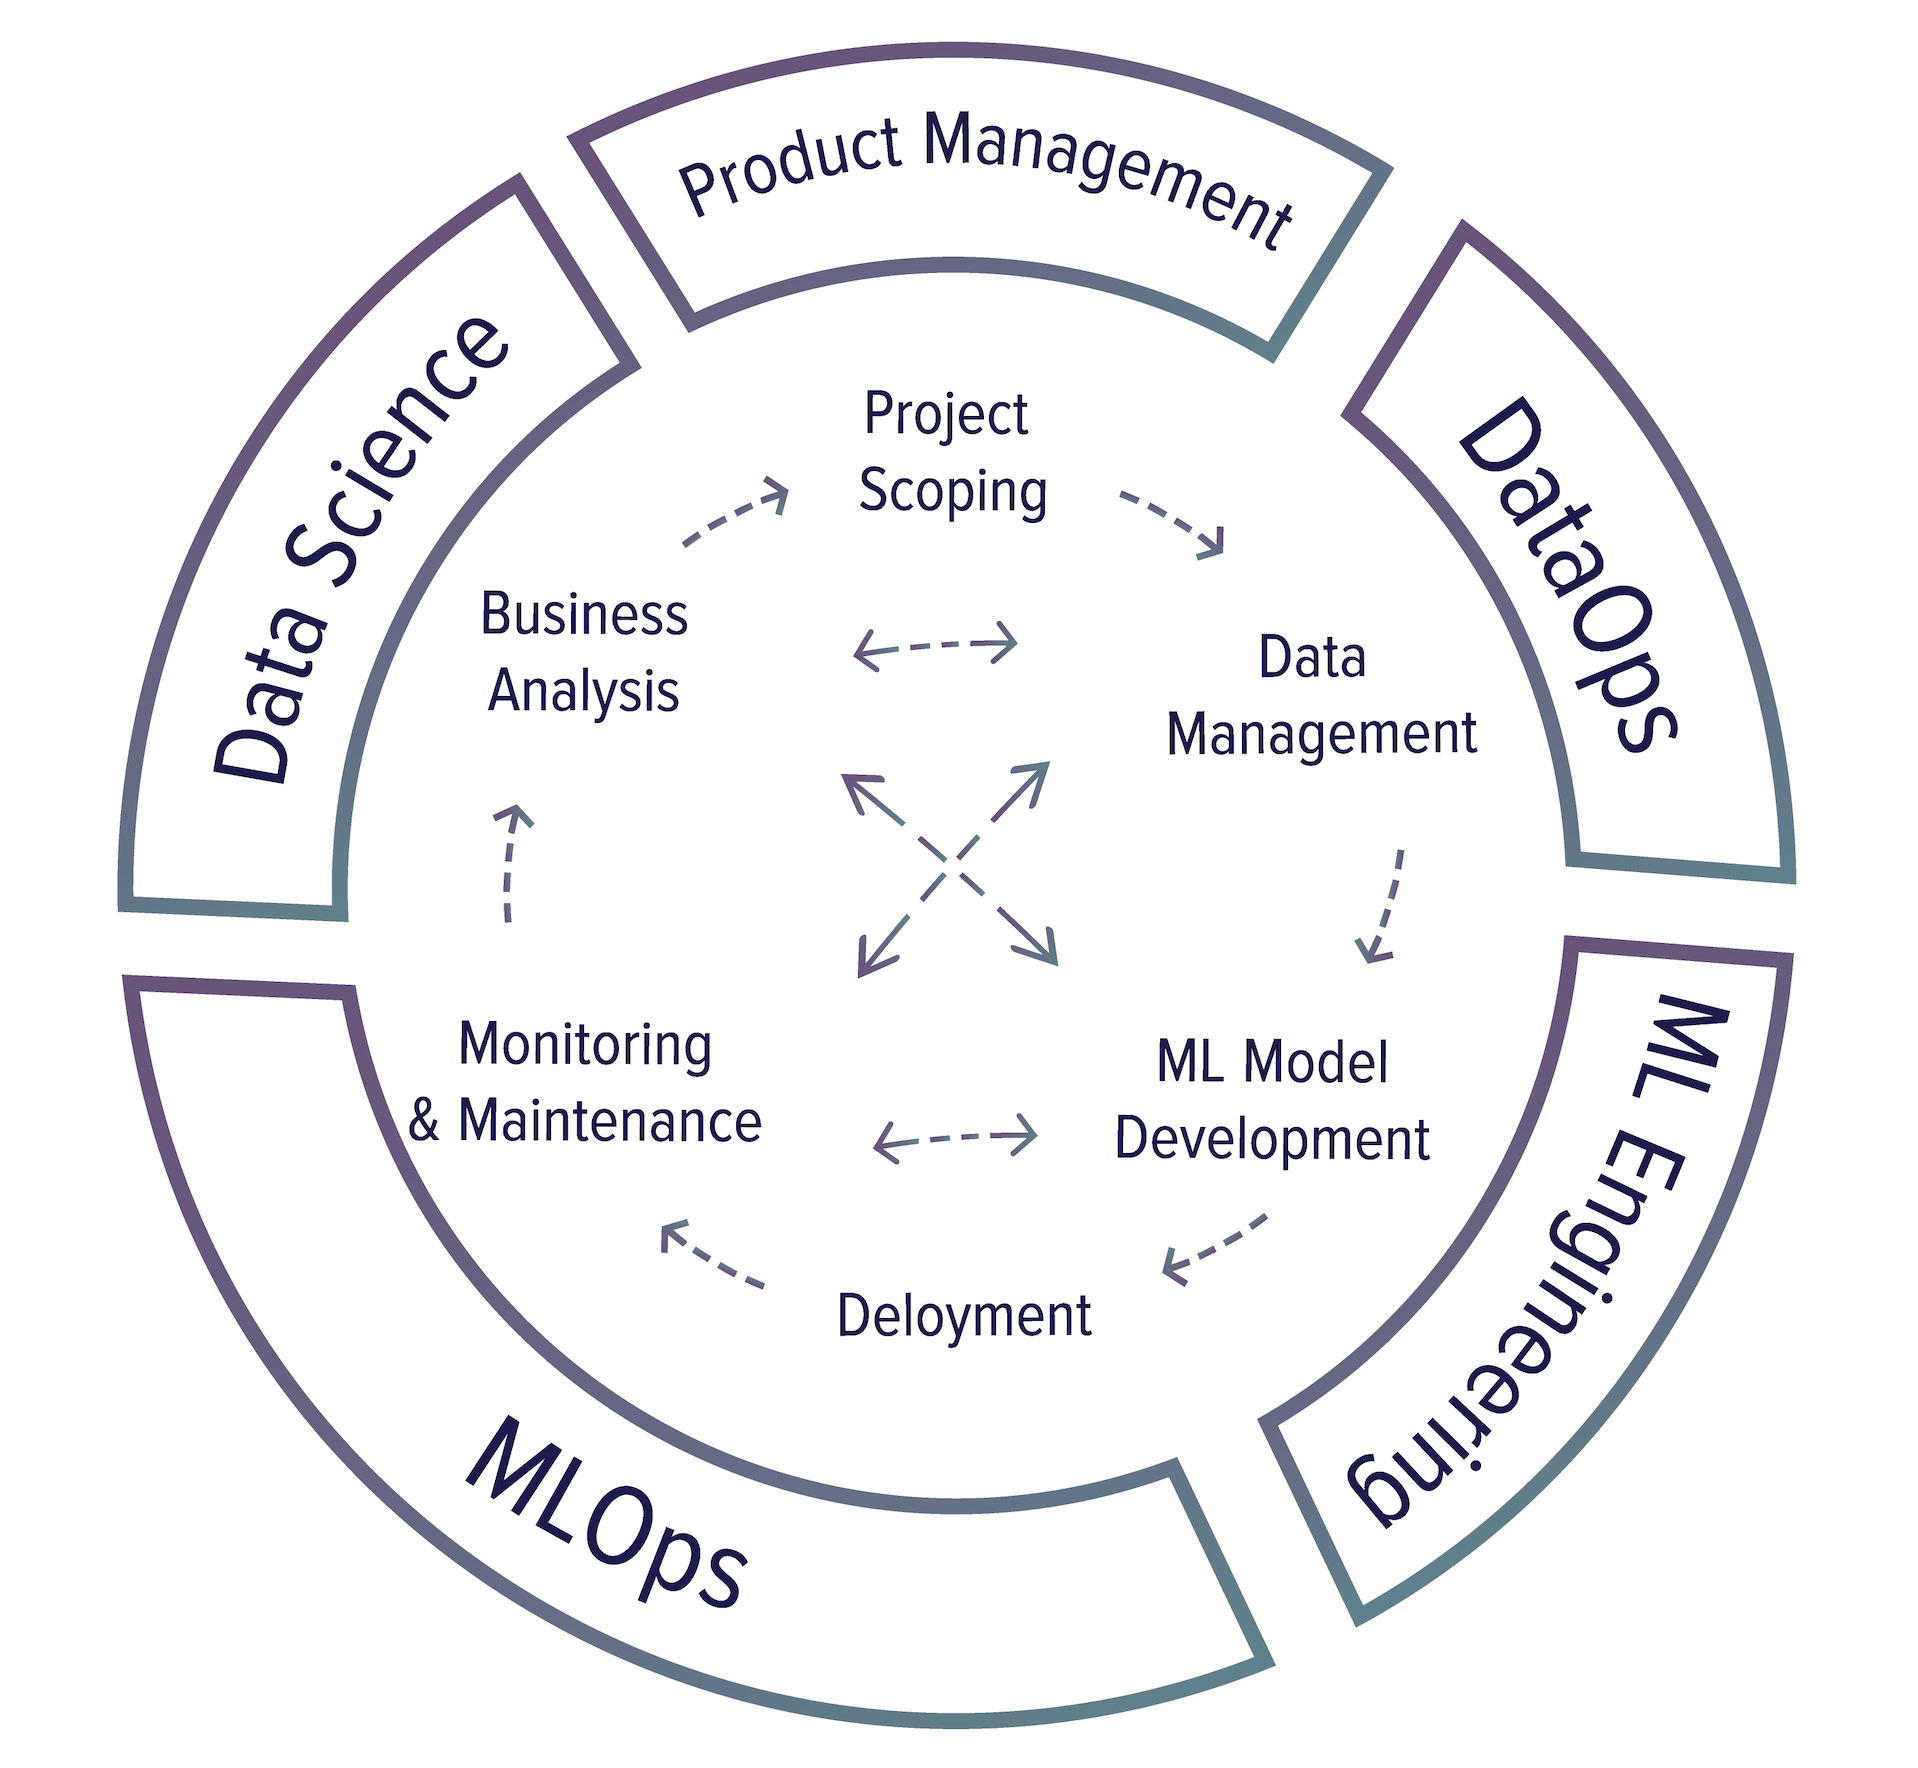 Product Management
DataOps
ML Engineering
MLOps
Data Science
Project
Scoping
Data
Management
ML Model
Development
Deloyment
Monitoring
& Maintenance
Business
Analysis